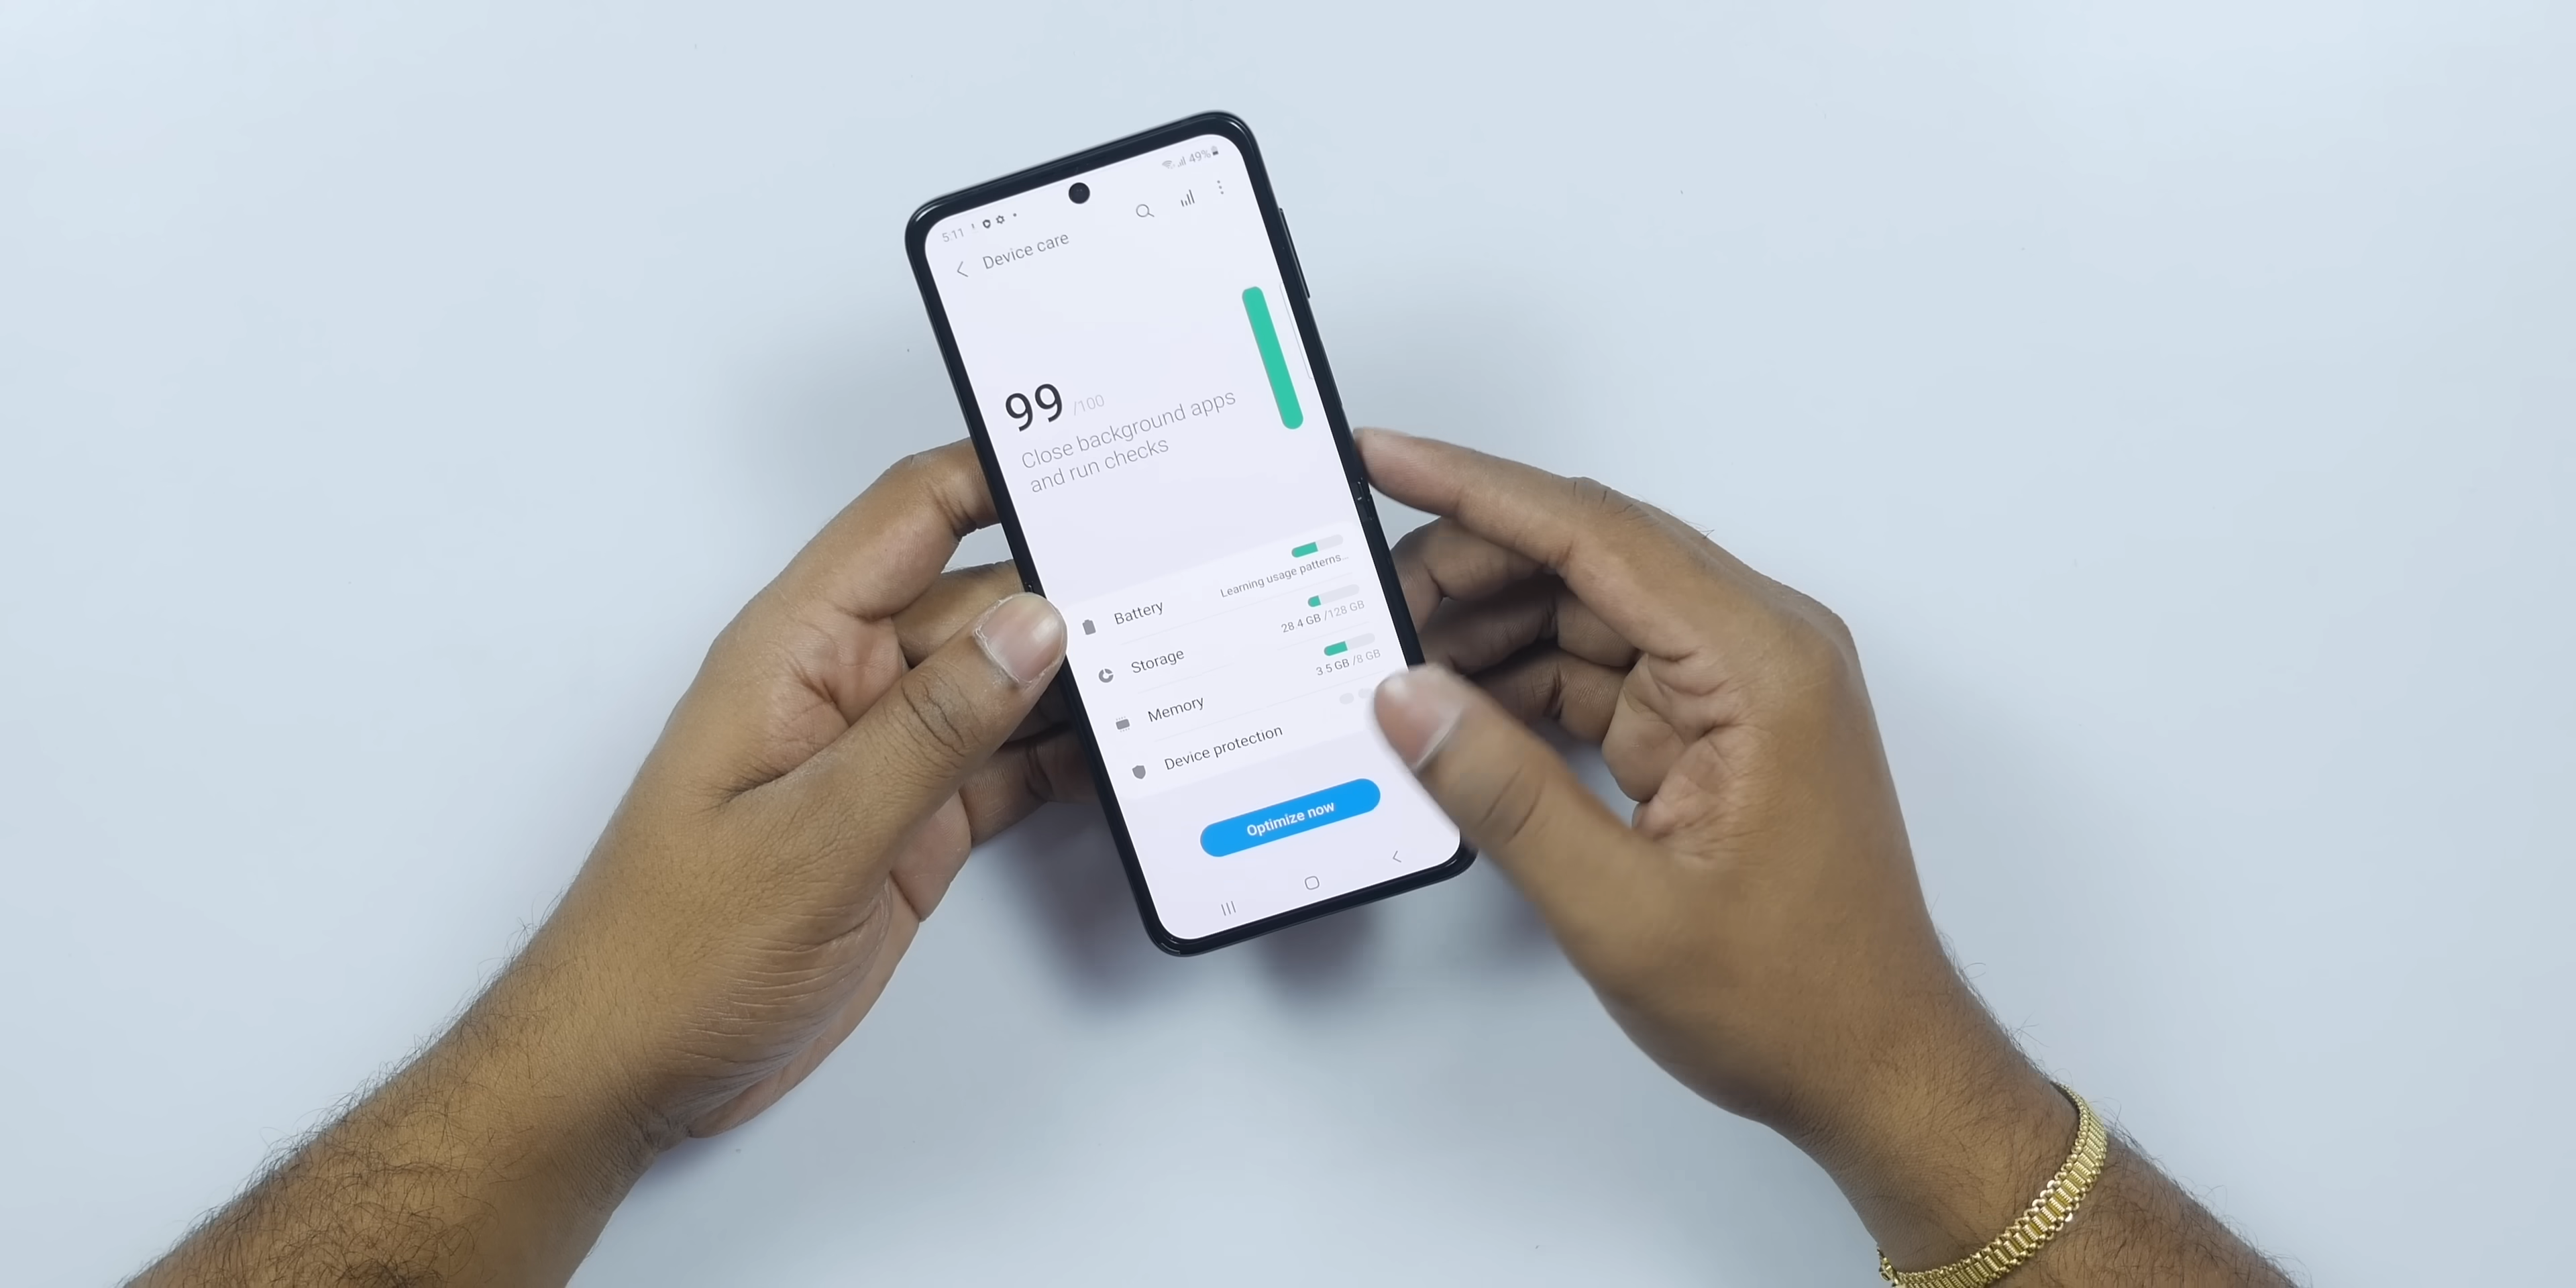 5:11
49%
Device care
99 /100
Close background apps
and run checks
Battery
Learning usage patterns...
Storage
28.4 GB /128 GB
Memory
3.5 GB /8 GB
Device protection
Optimize now